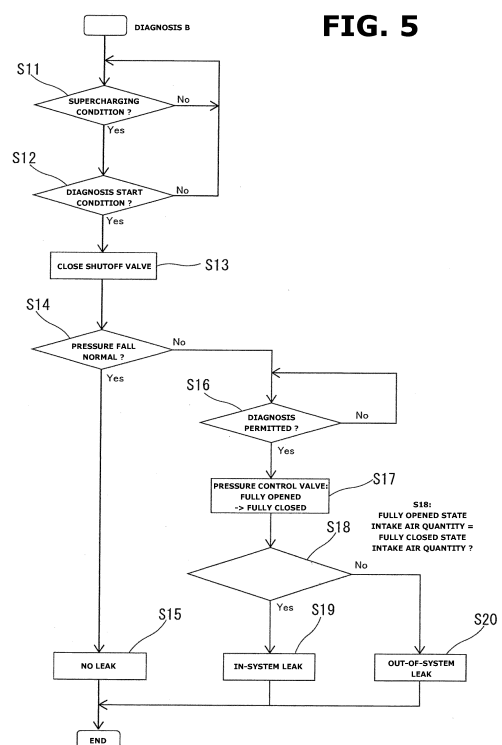 FIG. 5
DIAGNOSIS B
S11
SUPERCHARGING
CONDITION ?
No
Yes
S12
DIAGNOSIS START
CONDITION ?
No
Yes
CLOSE SHUTOFF VALVE
S13
S14
PRESSURE FALL
NORMAL ?
No
Yes
S16
DIAGNOSIS
PERMITTED ?
No
Yes
S17
PRESSURE CONTROL VALVE:
FULLY OPENED
-> FULLY CLOSED
S18
S18:
FULLY OPENED STATE
INTAKE AIR QUANTITY =
FULLY CLOSED STATE
INTAKE AIR QUANTITY ?
No
Yes
S15
NO LEAK
S19
IN-SYSTEM LEAK
S20
OUT-OF-SYSTEM
LEAK
END